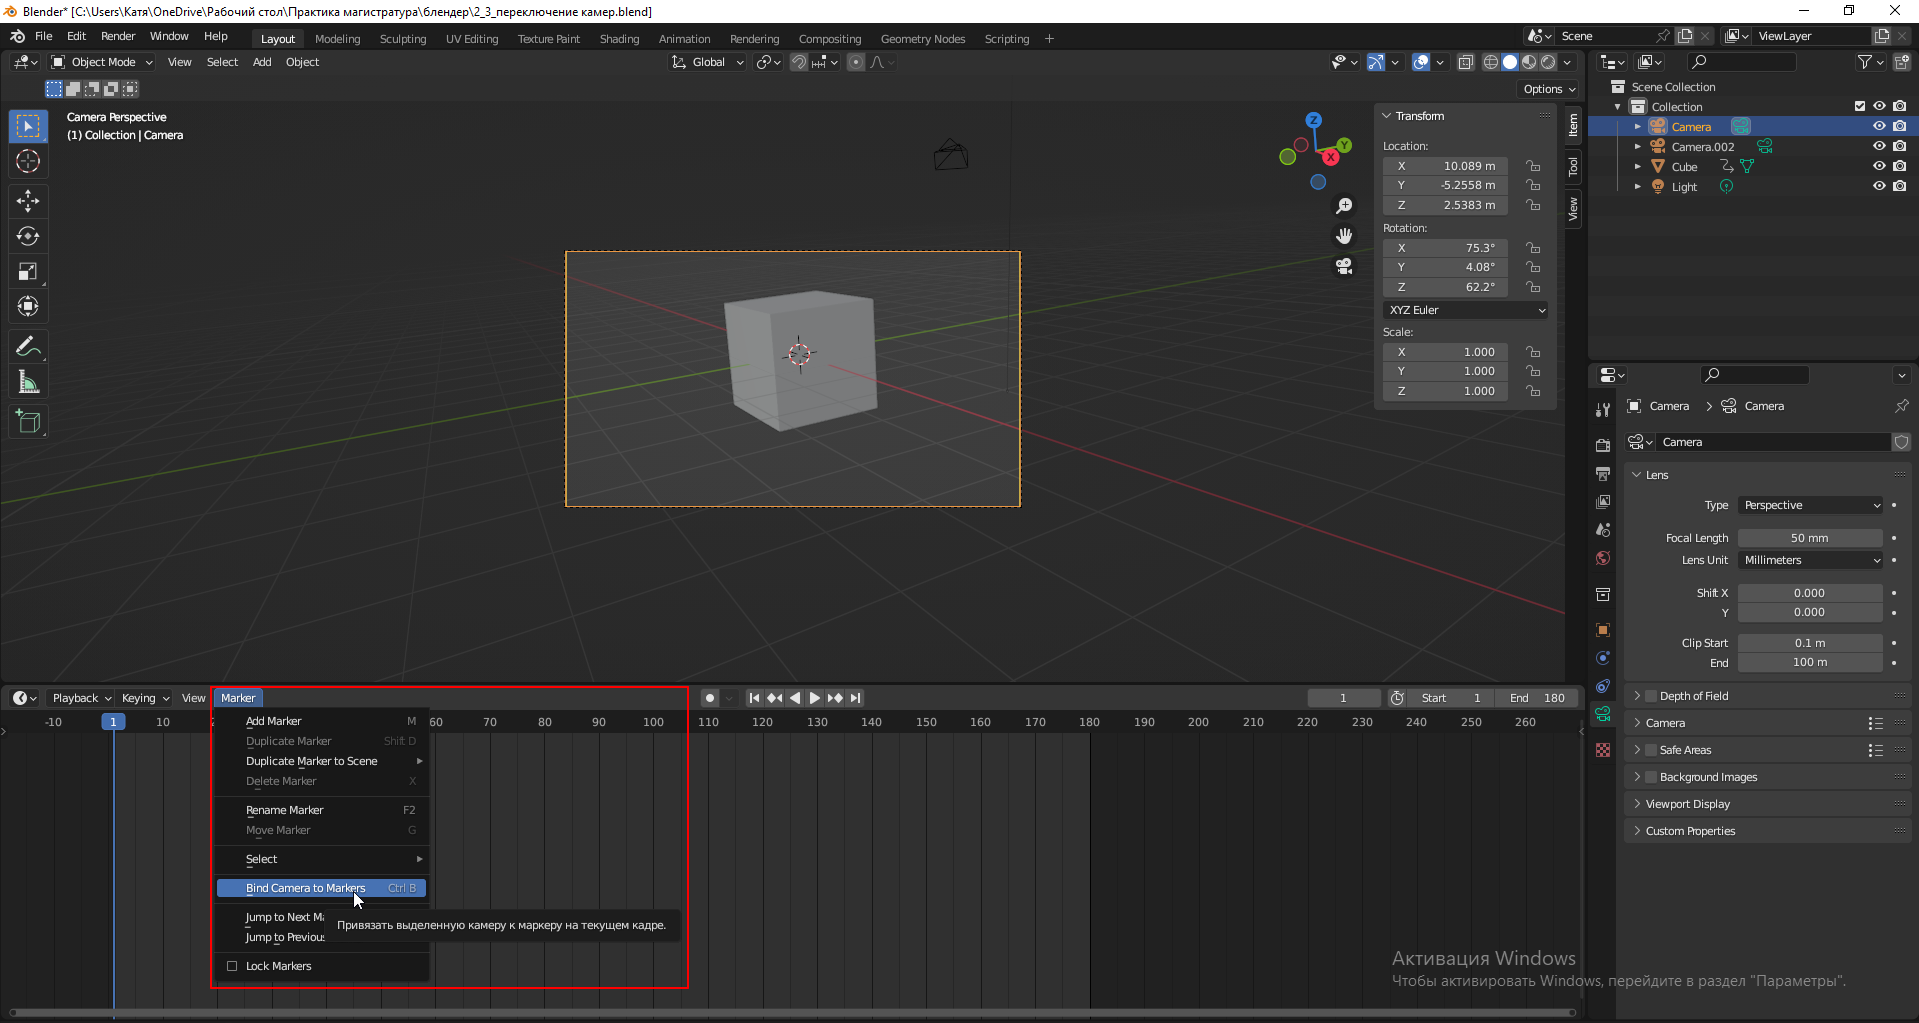 Blender* [C:\Users\Катя\OneDrive\Рабочий стол\Практика магистратура\блендер\2_3_переключение камер.blend]
File Edit Render Window Help Layout Modeling Sculpting UV Editing Texture Paint Shading Animation Rendering Compositing Geometry Nodes Scripting + Scene ViewLayer
Object Mode View Select Add Object Global
Options
Camera Perspective
(1) Collection | Camera
Z
Y
X
Transform
Location:
X 10.089 m
Y -5.2558 m
Z 2.5383 m
Rotation:
X 75.3°
Y 4.08°
Z 62.2°
XYZ Euler
Scale:
X 1.000
Y 1.000
Z 1.000
Item
Tool
View
Scene Collection
Collection
Camera
Camera.002
Cube
Light
Camera > Camera
Camera
Lens
Type Perspective
Focal Length 50 mm
Lens Unit Millimeters
Shift X 0.000
Y 0.000
Clip Start 0.1 m
End 100 m
Depth of Field
Camera
Safe Areas
Background Images
Viewport Display
Custom Properties
Playback Keying View Marker 1 Start 1 End 180
-10 1 10 60 70 80 90 100 110 120 130 140 150 160 170 180 190 200 210 220 230 240 250 260
Add Marker M
Duplicate Marker Shift D
Duplicate Marker to Scene
Delete Marker X
Rename Marker F2
Move Marker G
Select
Bind Camera to Markers Ctrl B
Jump to Next Ma
Jump to Previous
Привязать выделенную камеру к маркеру на текущем кадре.
Lock Markers
Активация Windows
Чтобы активировать Windows, перейдите в раздел "Параметры".